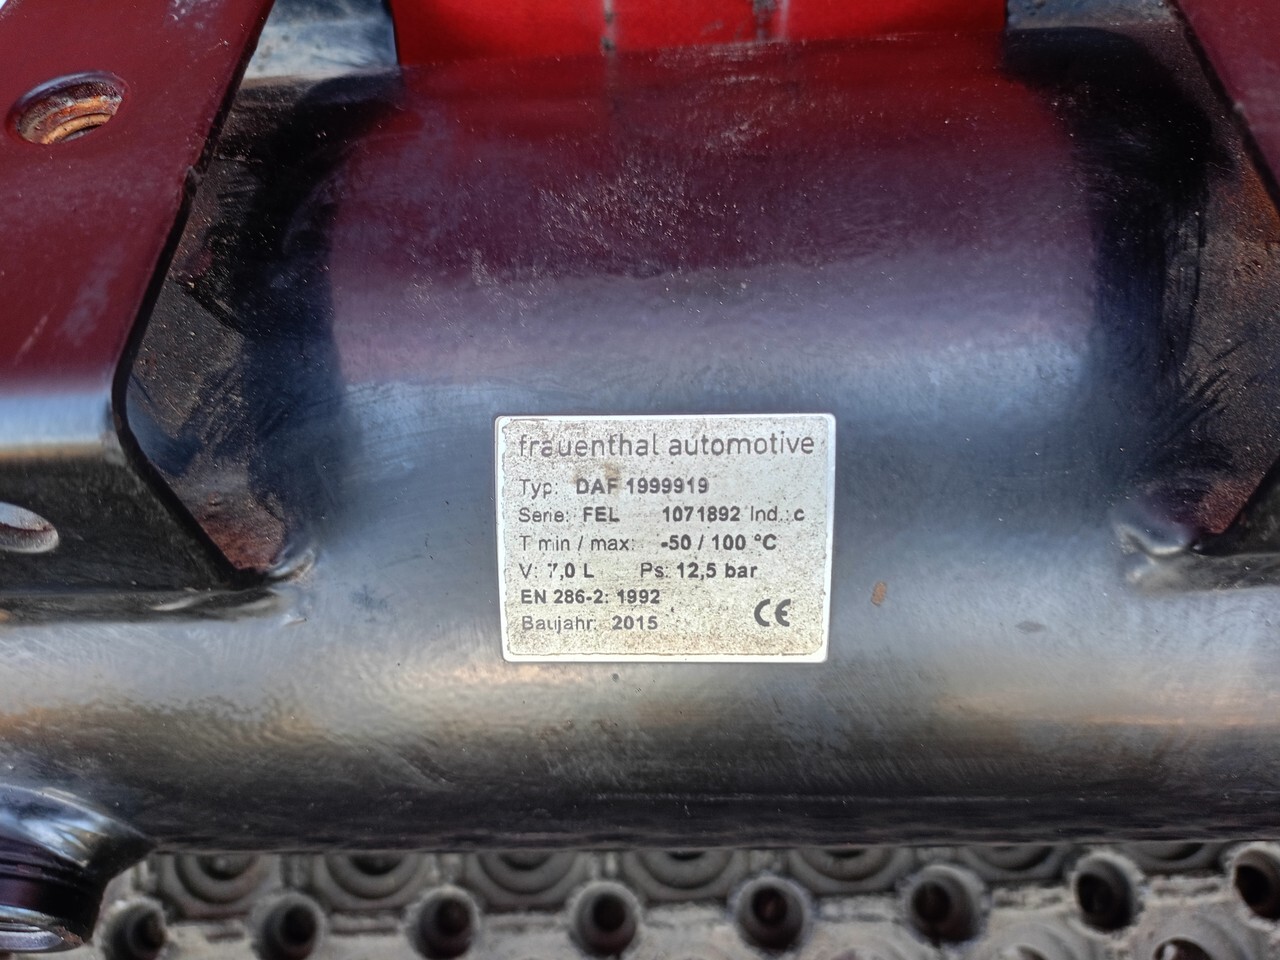 frauenthal automotive
Typ: DAF 1999919
Serie: FEL 1071892 Ind.: c
T min / max: -50 / 100 °C
V: 7,0 L Ps: 12,5 bar
EN 286-2: 1992
Baujahr: 2015 CE